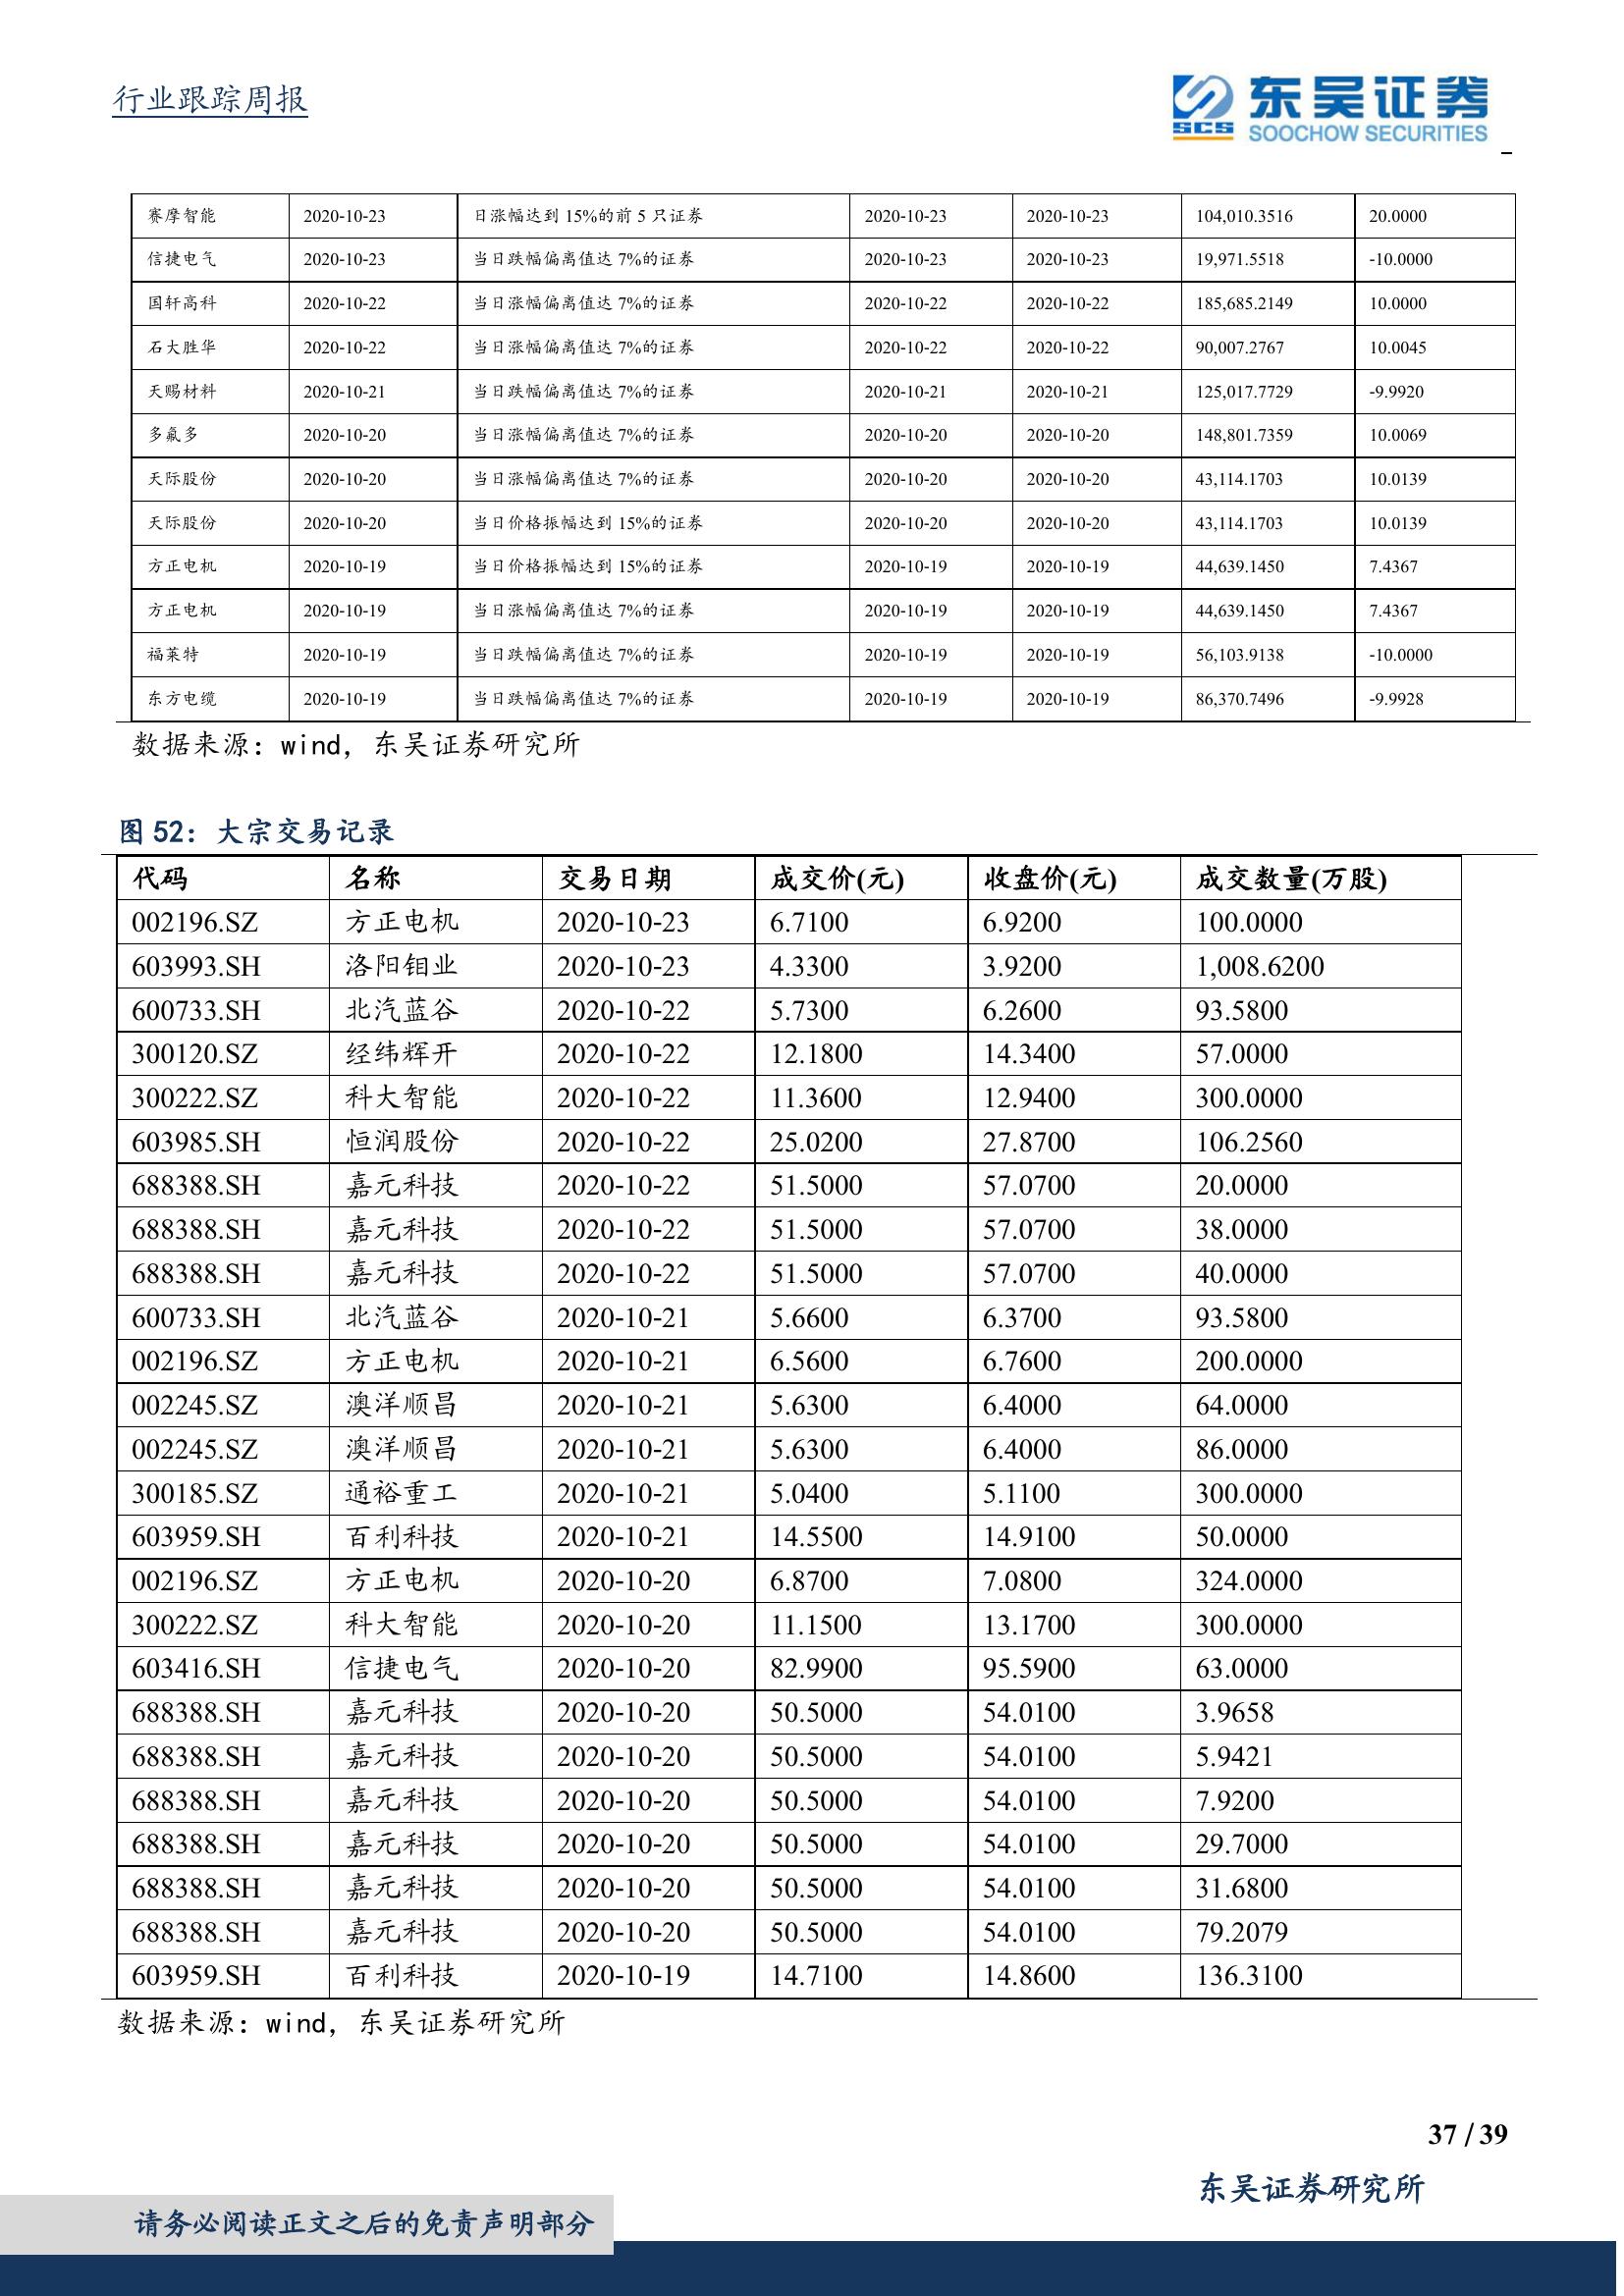 行业跟踪周报
东吴证券
SCS
SOOCHOW SECURITIES
赛摩智能 2020-10-23 日涨幅达到 15%的前 5 只证券 2020-10-23 2020-10-23 104,010.3516 20.0000
信捷电气 2020-10-23 当日跌幅偏离值达 7%的证券 2020-10-23 2020-10-23 19,971.5518 -10.0000
国轩高科 2020-10-22 当日涨幅偏离值达 7%的证券 2020-10-22 2020-10-22 185,685.2149 10.0000
石大胜华 2020-10-22 当日涨幅偏离值达 7%的证券 2020-10-22 2020-10-22 90,007.2767 10.0045
天赐材料 2020-10-21 当日跌幅偏离值达 7%的证券 2020-10-21 2020-10-21 125,017.7729 -9.9920
多氟多 2020-10-20 当日涨幅偏离值达 7%的证券 2020-10-20 2020-10-20 148,801.7359 10.0069
天际股份 2020-10-20 当日涨幅偏离值达 7%的证券 2020-10-20 2020-10-20 43,114.1703 10.0139
天际股份 2020-10-20 当日价格振幅达到 15%的证券 2020-10-20 2020-10-20 43,114.1703 10.0139
方正电机 2020-10-19 当日价格振幅达到 15%的证券 2020-10-19 2020-10-19 44,639.1450 7.4367
方正电机 2020-10-19 当日涨幅偏离值达 7%的证券 2020-10-19 2020-10-19 44,639.1450 7.4367
福莱特 2020-10-19 当日跌幅偏离值达 7%的证券 2020-10-19 2020-10-19 56,103.9138 -10.0000
东方电缆 2020-10-19 当日跌幅偏离值达 7%的证券 2020-10-19 2020-10-19 86,370.7496 -9.9928
数据来源：wind，东吴证券研究所
图 52：大宗交易记录
代码 名称 交易日期 成交价(元) 收盘价(元) 成交数量(万股)
002196.SZ 方正电机 2020-10-23 6.7100 6.9200 100.0000
603993.SH 洛阳钼业 2020-10-23 4.3300 3.9200 1,008.6200
600733.SH 北汽蓝谷 2020-10-22 5.7300 6.2600 93.5800
300120.SZ 经纬辉开 2020-10-22 12.1800 14.3400 57.0000
300222.SZ 科大智能 2020-10-22 11.3600 12.9400 300.0000
603985.SH 恒润股份 2020-10-22 25.0200 27.8700 106.2560
688388.SH 嘉元科技 2020-10-22 51.5000 57.0700 20.0000
688388.SH 嘉元科技 2020-10-22 51.5000 57.0700 38.0000
688388.SH 嘉元科技 2020-10-22 51.5000 57.0700 40.0000
600733.SH 北汽蓝谷 2020-10-21 5.6600 6.3700 93.5800
002196.SZ 方正电机 2020-10-21 6.5600 6.7600 200.0000
002245.SZ 澳洋顺昌 2020-10-21 5.6300 6.4000 64.0000
002245.SZ 澳洋顺昌 2020-10-21 5.6300 6.4000 86.0000
300185.SZ 通裕重工 2020-10-21 5.0400 5.1100 300.0000
603959.SH 百利科技 2020-10-21 14.5500 14.9100 50.0000
002196.SZ 方正电机 2020-10-20 6.8700 7.0800 324.0000
300222.SZ 科大智能 2020-10-20 11.1500 13.1700 300.0000
603416.SH 信捷电气 2020-10-20 82.9900 95.5900 63.0000
688388.SH 嘉元科技 2020-10-20 50.5000 54.0100 3.9658
688388.SH 嘉元科技 2020-10-20 50.5000 54.0100 5.9421
688388.SH 嘉元科技 2020-10-20 50.5000 54.0100 7.9200
688388.SH 嘉元科技 2020-10-20 50.5000 54.0100 29.7000
688388.SH 嘉元科技 2020-10-20 50.5000 54.0100 31.6800
688388.SH 嘉元科技 2020-10-20 50.5000 54.0100 79.2079
603959.SH 百利科技 2020-10-19 14.7100 14.8600 136.3100
数据来源：wind，东吴证券研究所
37 / 39
东吴证券研究所
请务必阅读正文之后的免责声明部分